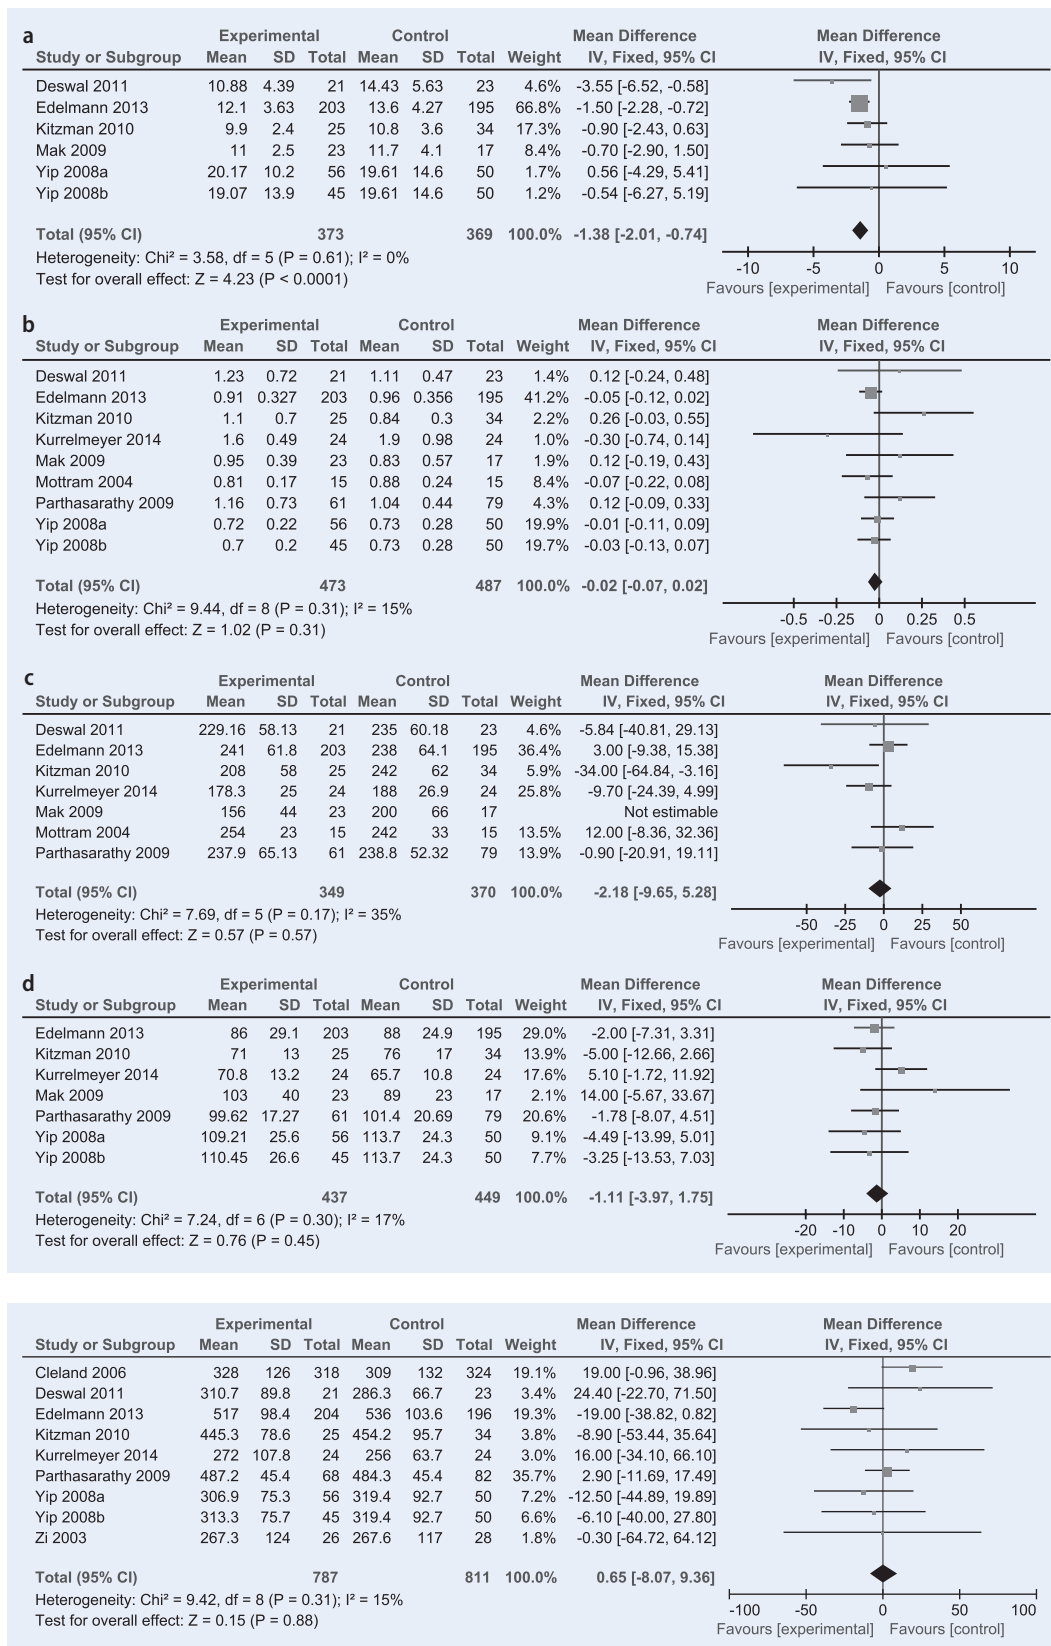 a Experimental Control Mean Difference Mean Difference
Study or Subgroup Mean SD Total Mean SD Total Weight IV, Fixed, 95% CI IV, Fixed, 95% CI
Deswal 2011 10.88 4.39 21 14.43 5.63 23 4.6% -3.55 [-6.52, -0.58]
Edelmann 2013 12.1 3.63 203 13.6 4.27 195 66.8% -1.50 [-2.28, -0.72]
Kitzman 2010 9.9 2.4 25 10.8 3.6 34 17.3% -0.90 [-2.43, 0.63]
Mak 2009 11 2.5 23 11.7 4.1 17 8.4% -0.70 [-2.90, 1.50]
Yip 2008a 20.17 10.2 56 19.61 14.6 50 1.7% 0.56 [-4.29, 5.41]
Yip 2008b 19.07 13.9 45 19.61 14.6 50 1.2% -0.54 [-6.27, 5.19]
Total (95% CI) 373 369 100.0% -1.38 [-2.01, -0.74]
Heterogeneity: Chi² = 3.58, df = 5 (P = 0.61); I² = 0%
Test for overall effect: Z = 4.23 (P < 0.0001)
-10 -5 0 5 10
Favours [experimental] Favours [control]
b Experimental Control Mean Difference Mean Difference
Study or Subgroup Mean SD Total Mean SD Total Weight IV, Fixed, 95% CI IV, Fixed, 95% CI
Deswal 2011 1.23 0.72 21 1.11 0.47 23 1.4% 0.12 [-0.24, 0.48]
Edelmann 2013 0.91 0.327 203 0.96 0.356 195 41.2% -0.05 [-0.12, 0.02]
Kitzman 2010 1.1 0.7 25 0.84 0.3 34 2.2% 0.26 [-0.03, 0.55]
Kurrelmeyer 2014 1.6 0.49 24 1.9 0.98 24 1.0% -0.30 [-0.74, 0.14]
Mak 2009 0.95 0.39 23 0.83 0.57 17 1.9% 0.12 [-0.19, 0.43]
Mottram 2004 0.81 0.17 15 0.88 0.24 15 8.4% -0.07 [-0.22, 0.08]
Parthasarathy 2009 1.16 0.73 61 1.04 0.44 79 4.3% 0.12 [-0.09, 0.33]
Yip 2008a 0.72 0.22 56 0.73 0.28 50 19.9% -0.01 [-0.11, 0.09]
Yip 2008b 0.7 0.2 45 0.73 0.28 50 19.7% -0.03 [-0.13, 0.07]
Total (95% CI) 473 487 100.0% -0.02 [-0.07, 0.02]
Heterogeneity: Chi² = 9.44, df = 8 (P = 0.31); I² = 15%
Test for overall effect: Z = 1.02 (P = 0.31)
-0.5 -0.25 0 0.25 0.5
Favours [experimental] Favours [control]
c Experimental Control Mean Difference Mean Difference
Study or Subgroup Mean SD Total Mean SD Total Weight IV, Fixed, 95% CI IV, Fixed, 95% CI
Deswal 2011 229.16 58.13 21 235 60.18 23 4.6% -5.84 [-40.81, 29.13]
Edelmann 2013 241 61.8 203 238 64.1 195 36.4% 3.00 [-9.38, 15.38]
Kitzman 2010 208 58 25 242 62 34 5.9% -34.00 [-64.84, -3.16]
Kurrelmeyer 2014 178.3 25 24 188 26.9 24 25.8% -9.70 [-24.39, 4.99]
Mak 2009 156 44 23 200 66 17 Not estimable
Mottram 2004 254 23 15 242 33 15 13.5% 12.00 [-8.36, 32.36]
Parthasarathy 2009 237.9 65.13 61 238.8 52.32 79 13.9% -0.90 [-20.91, 19.11]
Total (95% CI) 349 370 100.0% -2.18 [-9.65, 5.28]
Heterogeneity: Chi² = 7.69, df = 5 (P = 0.17); I² = 35%
Test for overall effect: Z = 0.57 (P = 0.57)
-50 -25 0 25 50
Favours [experimental] Favours [control]
d Experimental Control Mean Difference Mean Difference
Study or Subgroup Mean SD Total Mean SD Total Weight IV, Fixed, 95% CI IV, Fixed, 95% CI
Edelmann 2013 86 29.1 203 88 24.9 195 29.0% -2.00 [-7.31, 3.31]
Kitzman 2010 71 13 25 76 17 34 13.9% -5.00 [-12.66, 2.66]
Kurrelmeyer 2014 70.8 13.2 24 65.7 10.8 24 17.6% 5.10 [-1.72, 11.92]
Mak 2009 103 40 23 89 23 17 2.1% 14.00 [-5.67, 33.67]
Parthasarathy 2009 99.62 17.27 61 101.4 20.69 79 20.6% -1.78 [-8.07, 4.51]
Yip 2008a 109.21 25.6 56 113.7 24.3 50 9.1% -4.49 [-13.99, 5.01]
Yip 2008b 110.45 26.6 45 113.7 24.3 50 7.7% -3.25 [-13.53, 7.03]
Total (95% CI) 437 449 100.0% -1.11 [-3.97, 1.75]
Heterogeneity: Chi² = 7.24, df = 6 (P = 0.30); I² = 17%
Test for overall effect: Z = 0.76 (P = 0.45)
-20 -10 0 10 20
Favours [experimental] Favours [control]
Experimental Control Mean Difference Mean Difference
Study or Subgroup Mean SD Total Mean SD Total Weight IV, Fixed, 95% CI IV, Fixed, 95% CI
Cleland 2006 328 126 318 309 132 324 19.1% 19.00 [-0.96, 38.96]
Deswal 2011 310.7 89.8 21 286.3 66.7 23 3.4% 24.40 [-22.70, 71.50]
Edelmann 2013 517 98.4 204 536 103.6 196 19.3% -19.00 [-38.82, 0.82]
Kitzman 2010 445.3 78.6 25 454.2 95.7 34 3.8% -8.90 [-53.44, 35.64]
Kurrelmeyer 2014 272 107.8 24 256 63.7 24 3.0% 16.00 [-34.10, 66.10]
Parthasarathy 2009 487.2 45.4 68 484.3 45.4 82 35.7% 2.90 [-11.69, 17.49]
Yip 2008a 306.9 75.3 56 319.4 92.7 50 7.2% -12.50 [-44.89, 19.89]
Yip 2008b 313.3 75.7 45 319.4 92.7 50 6.6% -6.10 [-40.00, 27.80]
Zi 2003 267.3 124 26 267.6 117 28 1.8% -0.30 [-64.72, 64.12]
Total (95% CI) 787 811 100.0% 0.65 [-8.07, 9.36]
Heterogeneity: Chi² = 9.42, df = 8 (P = 0.31); I² = 15%
Test for overall effect: Z = 0.15 (P = 0.88)
-100 -50 0 50 100
Favours [experimental] Favours [control]